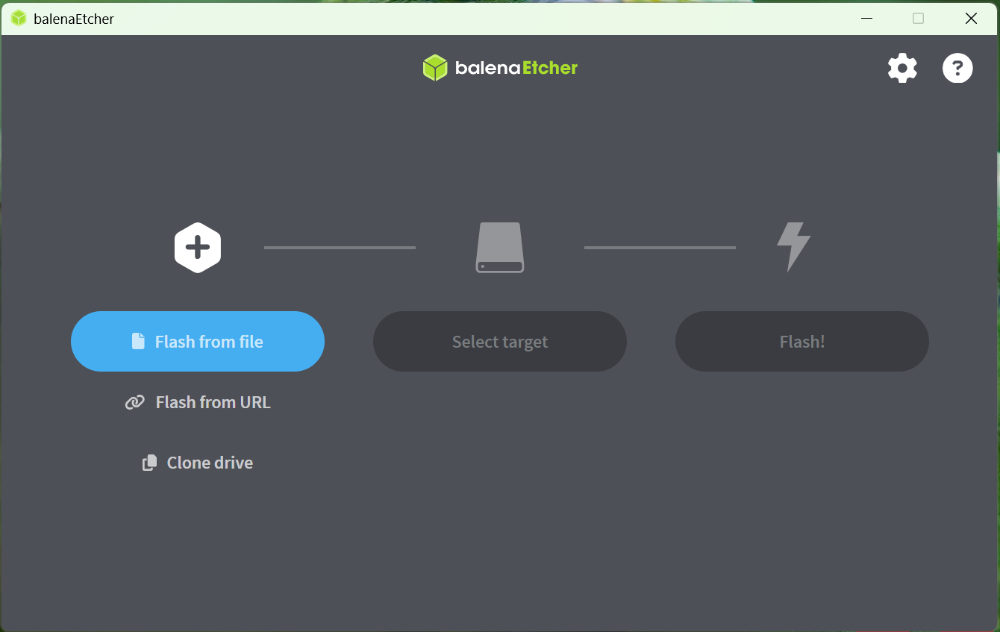 balenaEtcher
balenaEtcher
?
Flash from file
Select target
Flash!
Flash from URL
Clone drive